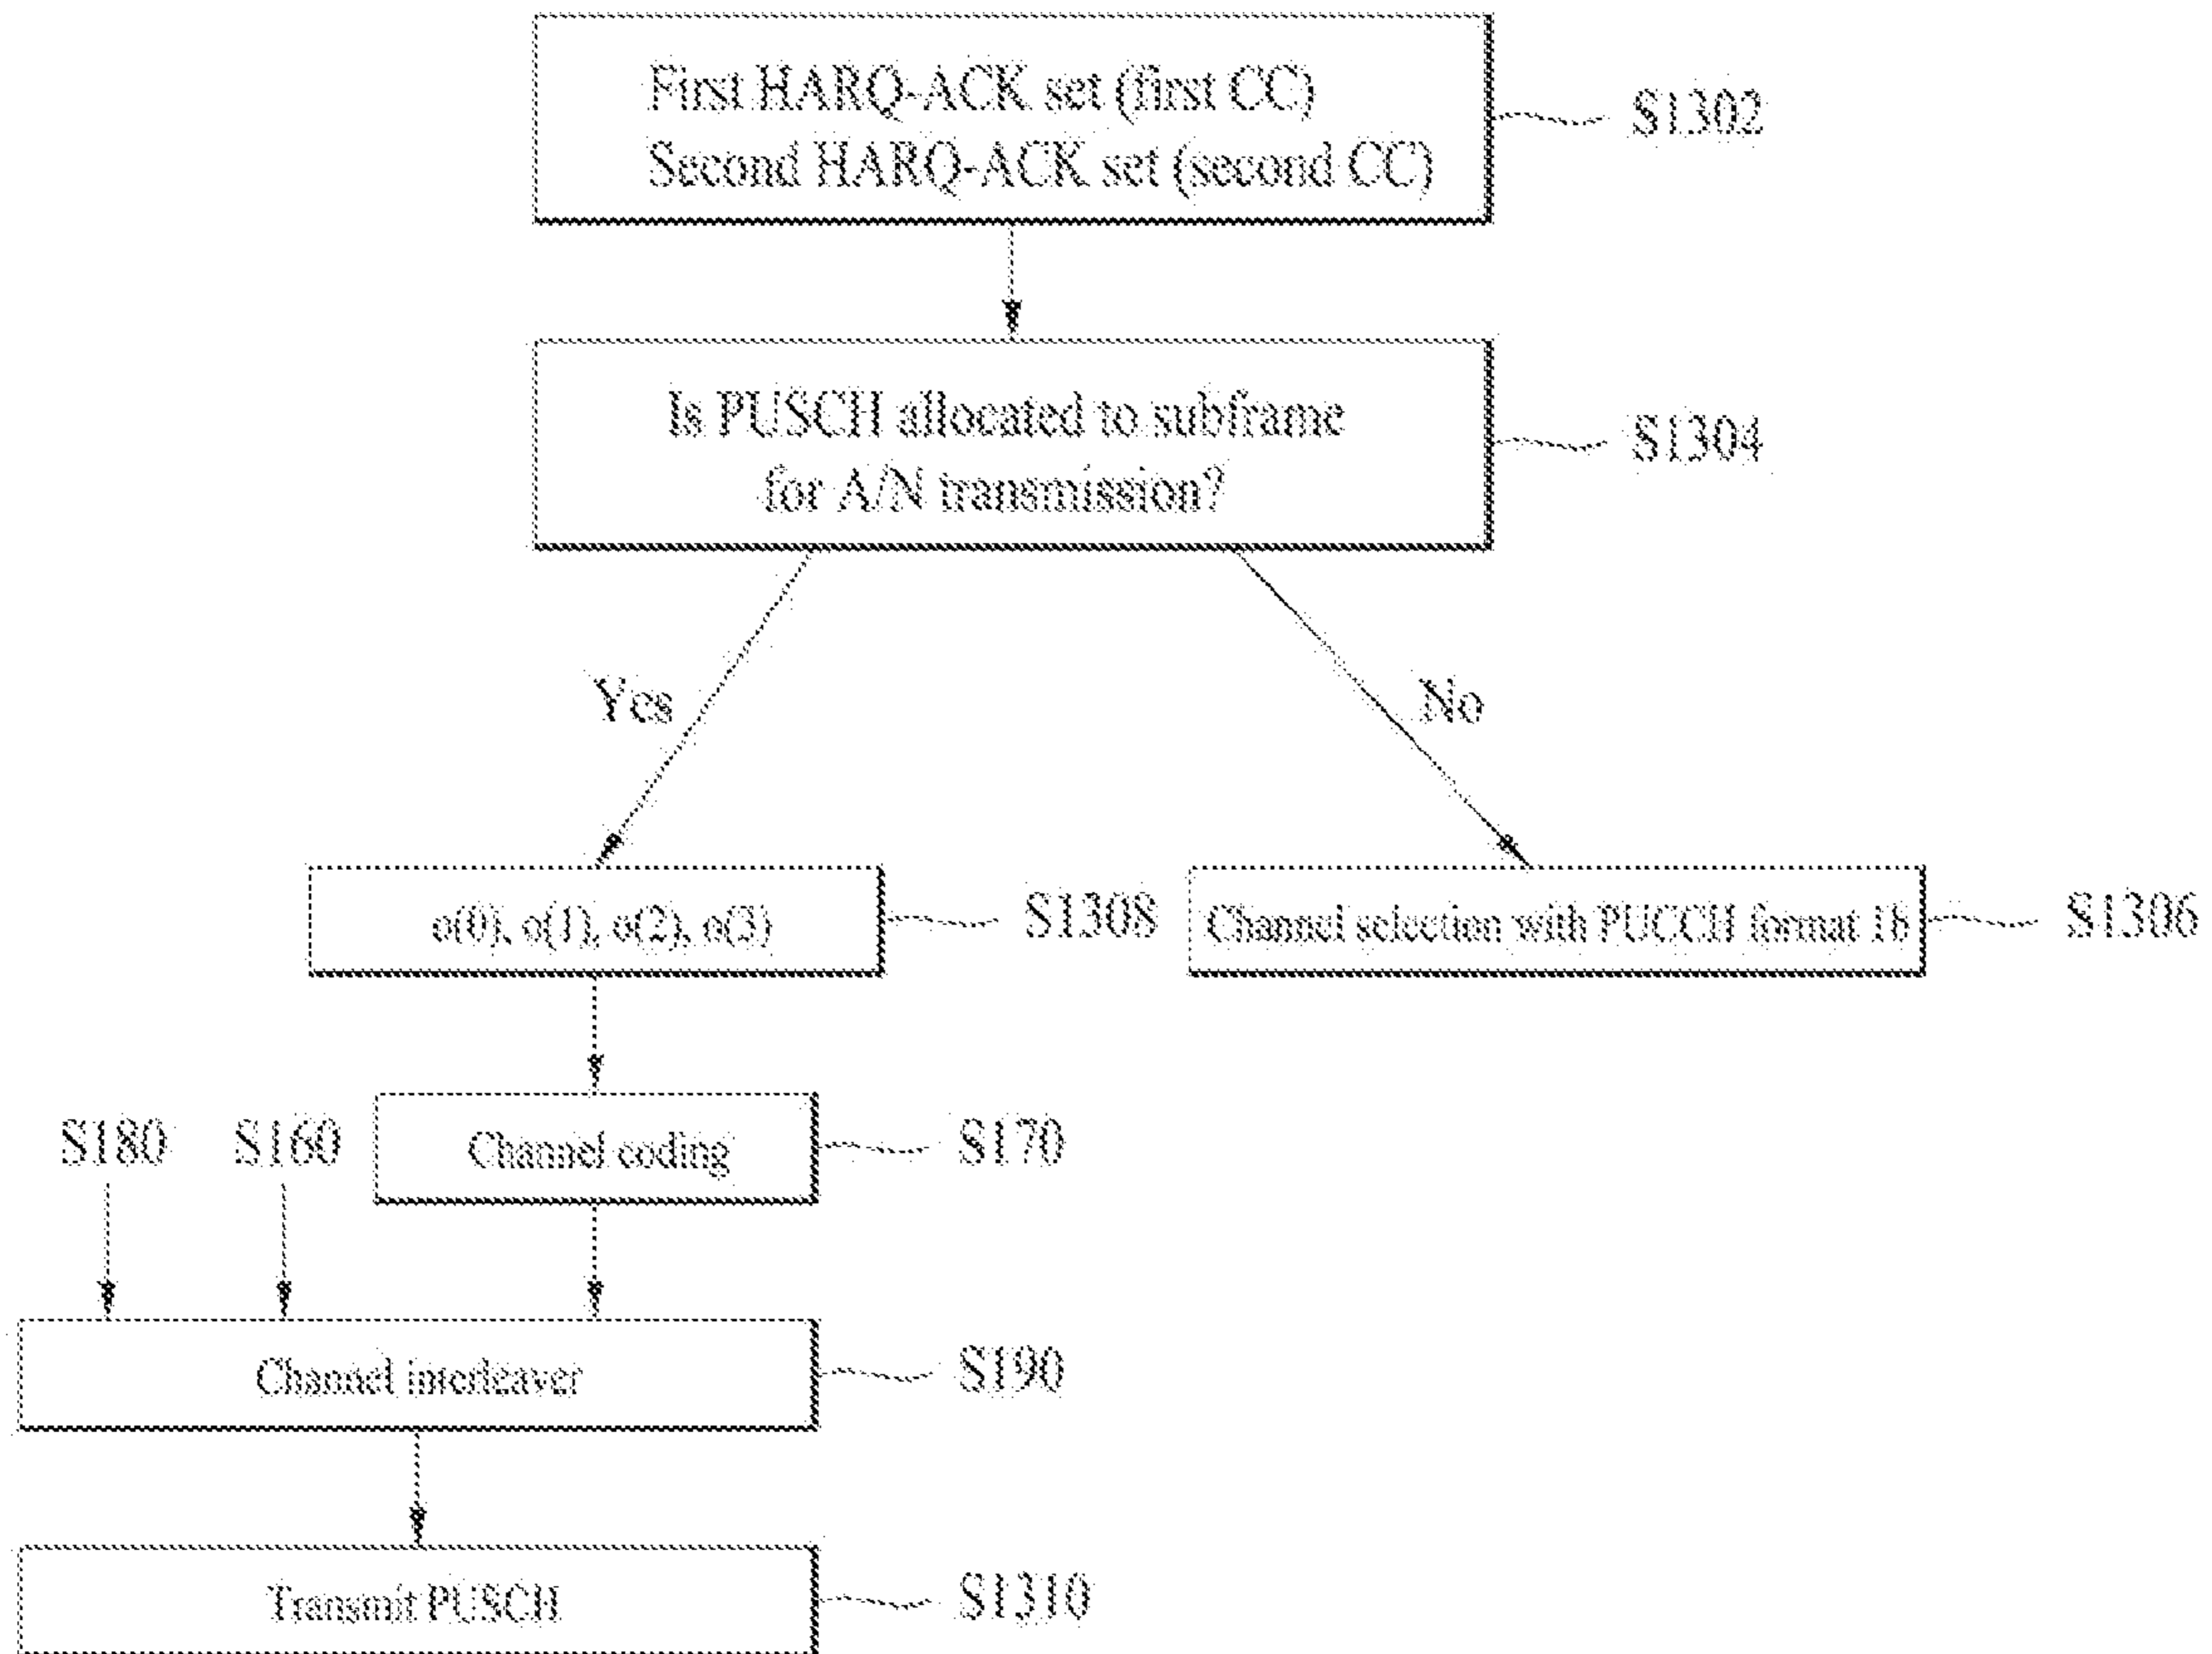 First HARQ-ACK set (first CC)
Second HARQ-ACK set (second CC)
S1302
Is PUSCH allocated to subframe
for A/N transmission?
S1304
Yes
No
o(0), o(1), o(2), o(3)
S1308
Channel selection with PUCCH format 1b
S1306
S180
S160
Channel coding
S170
Channel interleaver
S190
Transmit PUSCH
S1310